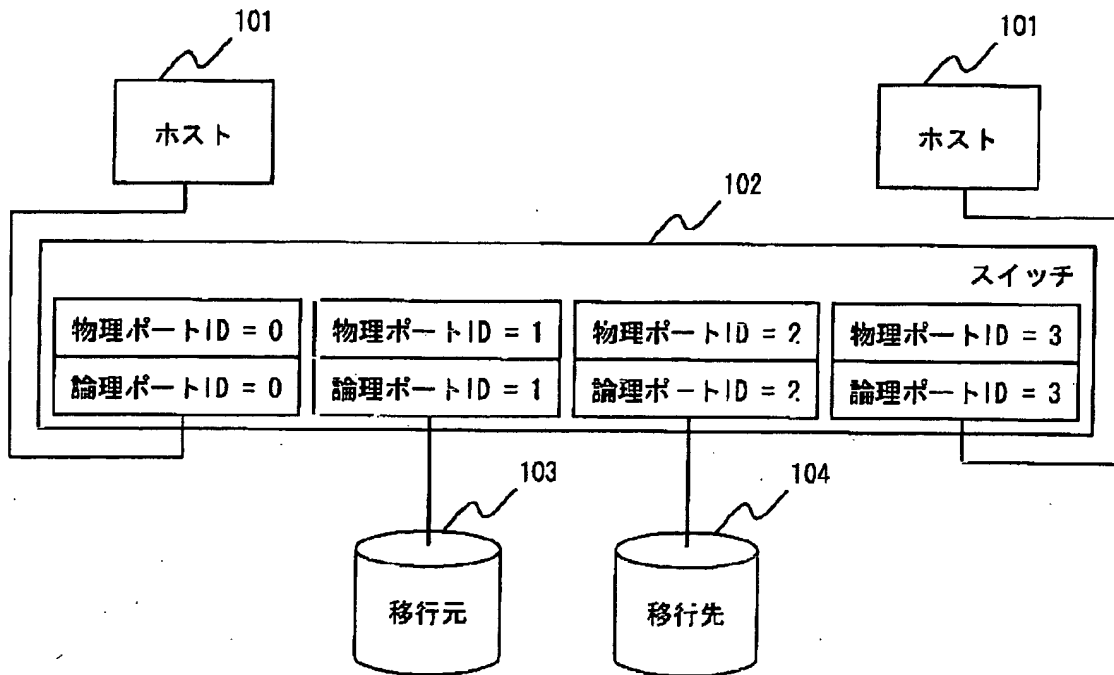 101
101
ホスト
ホスト
102
スイッチ
物理ポートID = 0
物理ポートID = 1
物理ポートID = 2
物理ポートID = 3
論理ポートID = 0
論理ポートID = 1
論理ポートID = 2
論理ポートID = 3
103
104
移行元
移行先